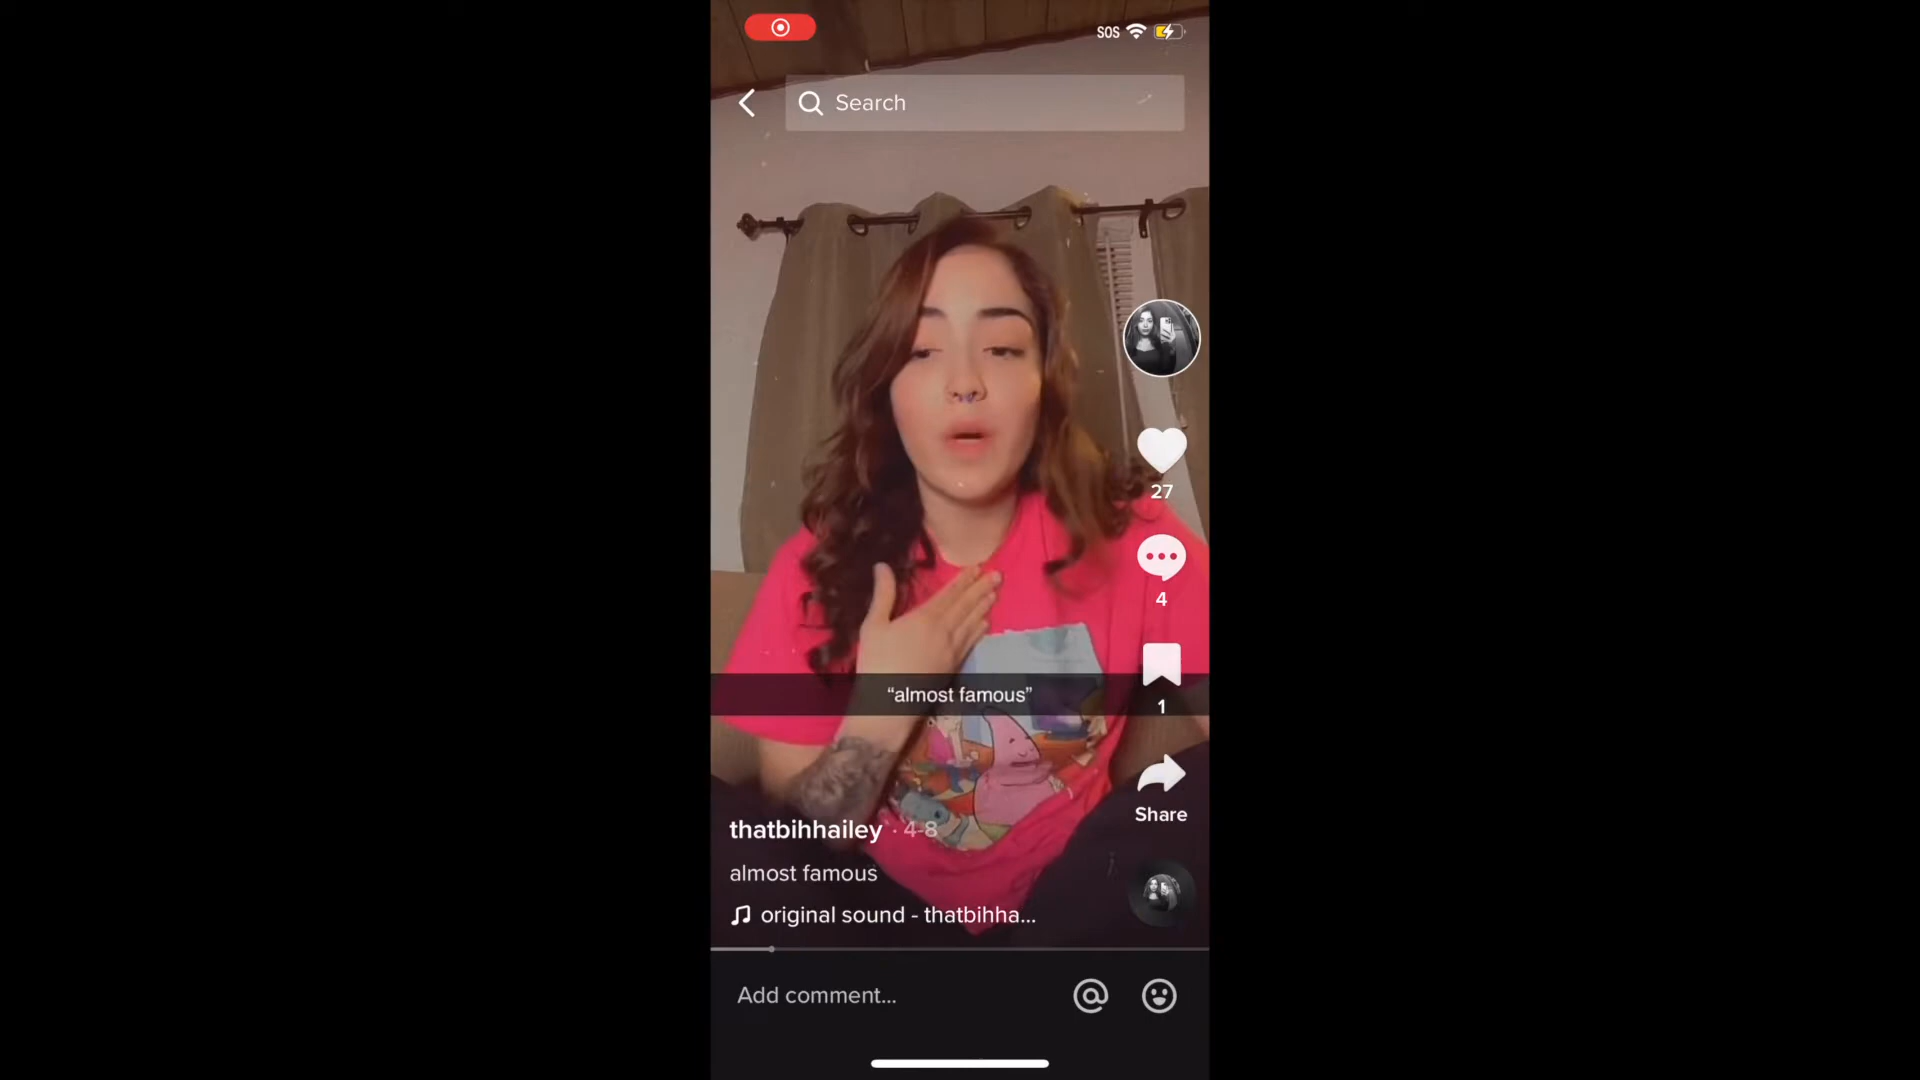 SOS
Search
27
4
“almost famous”
1
Share
thatbihhailey · 4-8
almost famous
original sound - thatbihha...
Add comment...